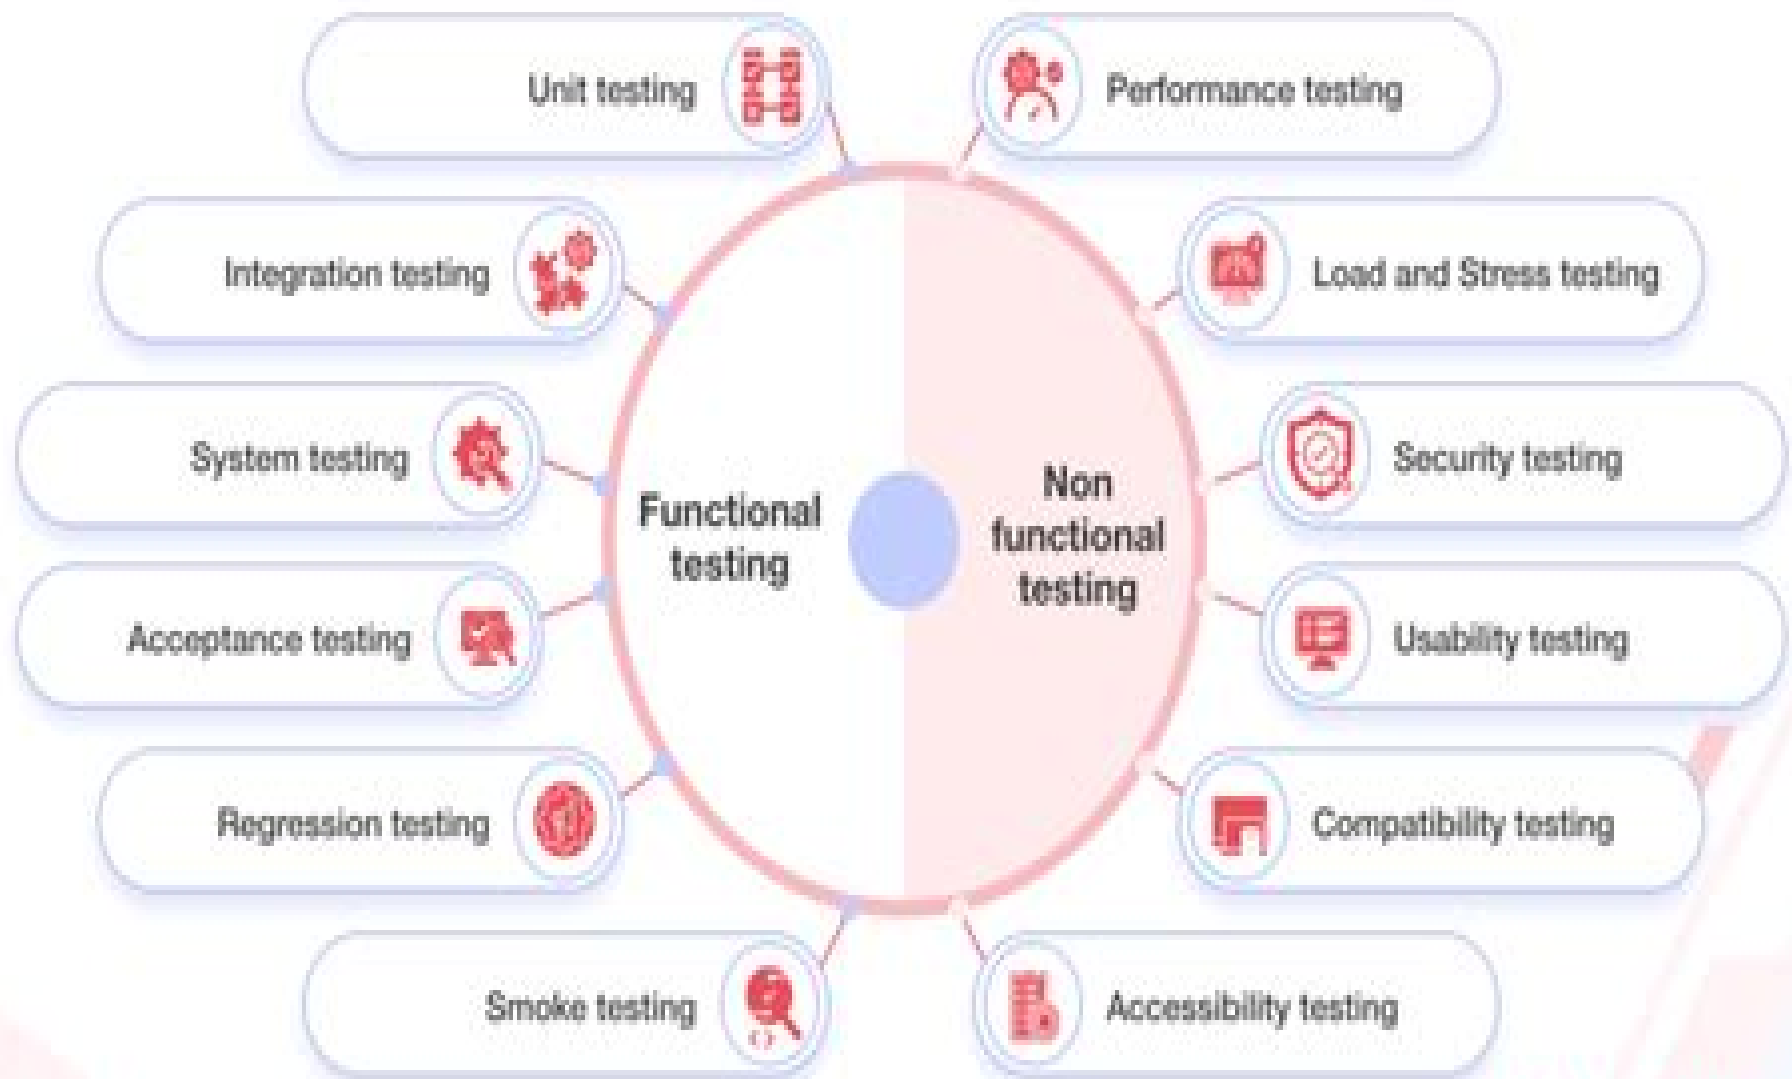 Unit testing
Integration testing
System testing
Acceptance testing
Regression testing
Smoke testing
Functional
testing
Non
functional
testing
Performance testing
Load and Stress testing
Security testing
Usability testing
Compatibility testing
Accessibility testing